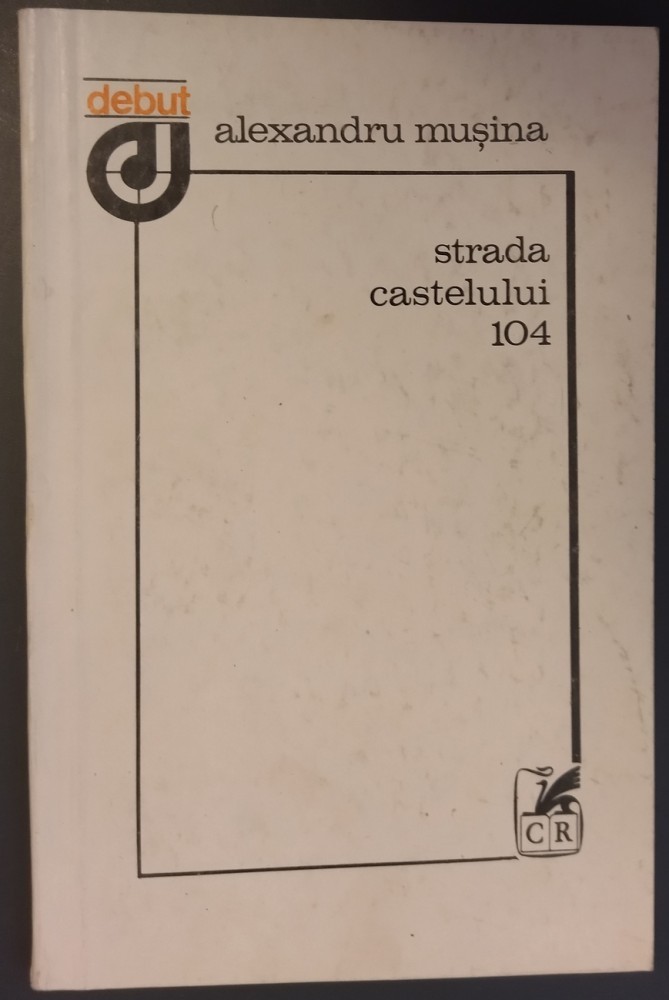 debut
alexandru mușina
strada
castelului
104
C R